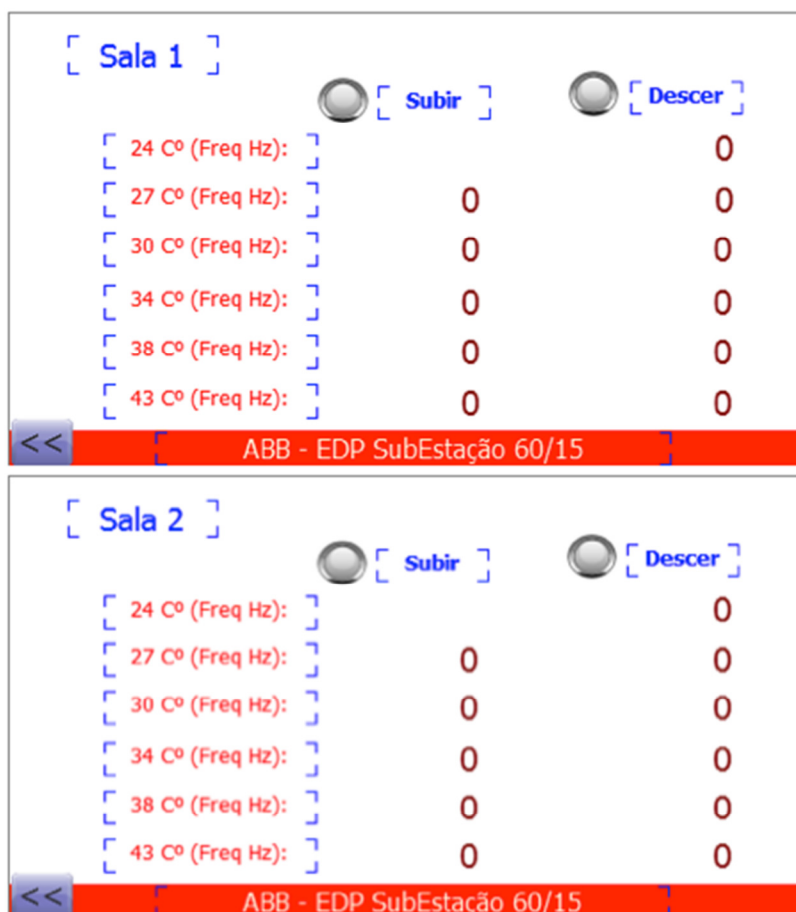 Sala 1
Subir Descer
24 Cº (Freq Hz): 0
27 Cº (Freq Hz): 0 0
30 Cº (Freq Hz): 0 0
34 Cº (Freq Hz): 0 0
38 Cº (Freq Hz): 0 0
43 Cº (Freq Hz): 0 0
<< ABB - EDP SubEstação 60/15
Sala 2
Subir Descer
24 Cº (Freq Hz): 0
27 Cº (Freq Hz): 0 0
30 Cº (Freq Hz): 0 0
34 Cº (Freq Hz): 0 0
38 Cº (Freq Hz): 0 0
43 Cº (Freq Hz): 0 0
<< ABB - EDP SubEstação 60/15